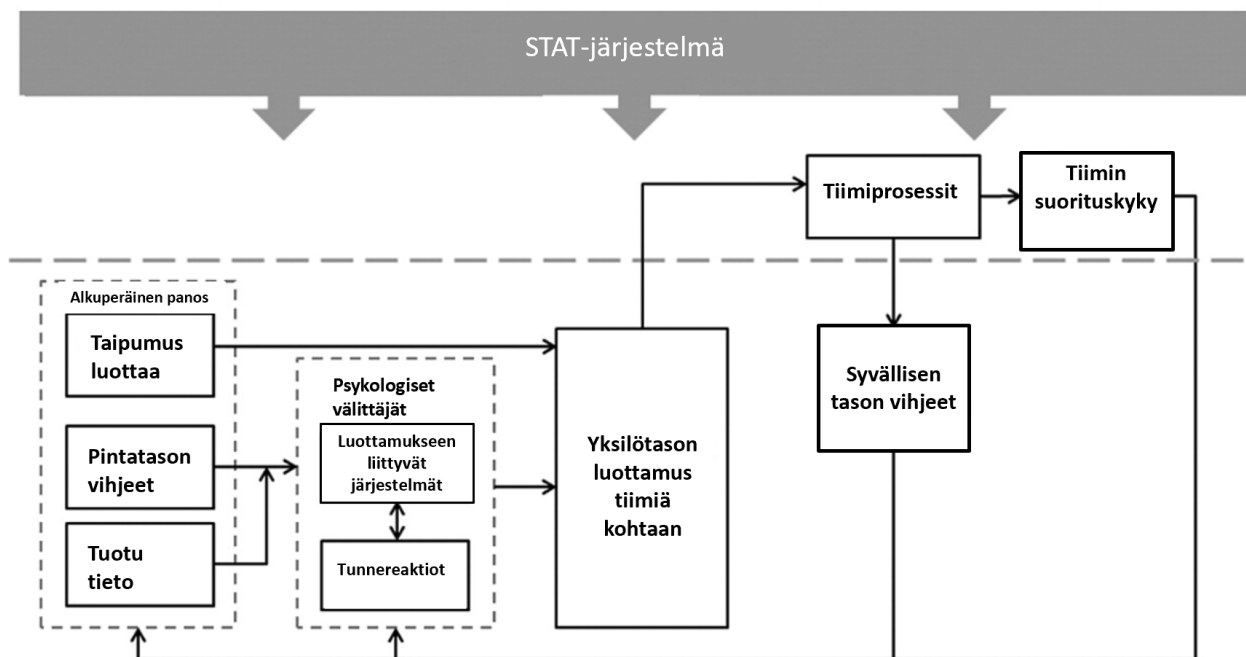 STAT-järjestelmä
Tiimiprosessit
Tiimin
suorituskyky
Alkuperäinen panos
Taipumus
luottaa
Psykologiset
välittäjät
Luottamukseen
liittyvät
järjestelmät
Tunnereaktiot
Pintatason
vihjeet
Tuotu
tieto
Yksilötason
luottamus
tiimiä
kohtaan
Syvällisen
tason vihjeet